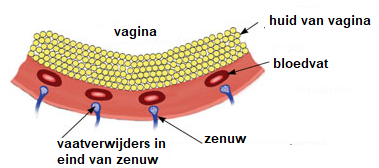 vagina
huid van vagina
bloedvat
zenuw
vaatverwijders in
eind van zenuw